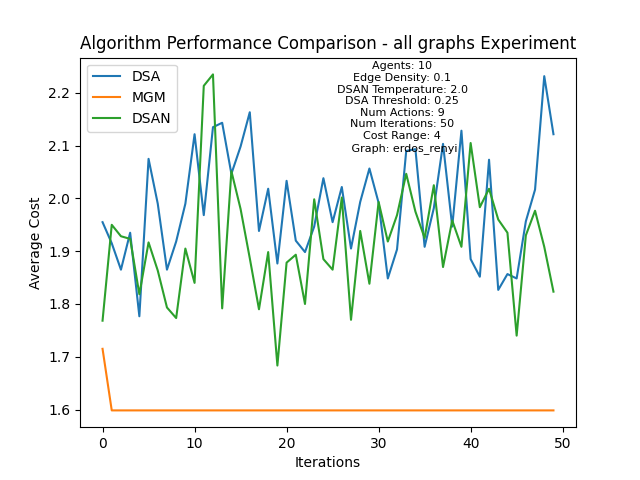 Algorithm Performance Comparison - all graphs Experiment
DSA
MGM
DSAN
Agents: 10
Edge Density: 0.1
DSAN Temperature: 2.0
DSA Threshold: 0.25
Num Actions: 9
Num Iterations: 50
Cost Range: 4
Graph: erdos_renyi
Average Cost
2.2
2.1
2.0
1.9
1.8
1.7
1.6
0 10 20 30 40 50
Iterations